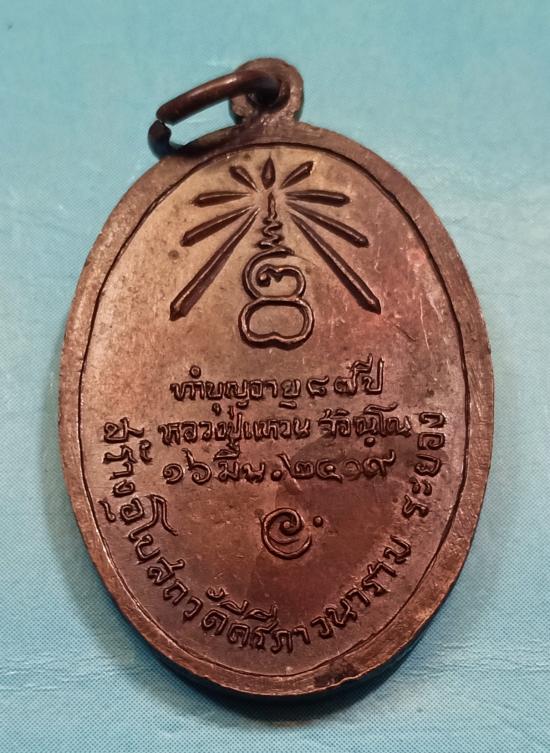 ทำบุญอายุ ๘๗ ปี
หลวงปู่แหวน สุจิณฺโณ
๑๖ มี.ค. ๒๕๑๙
สร้างอุโบสถวัดศรีภาวนาราม ระยอง